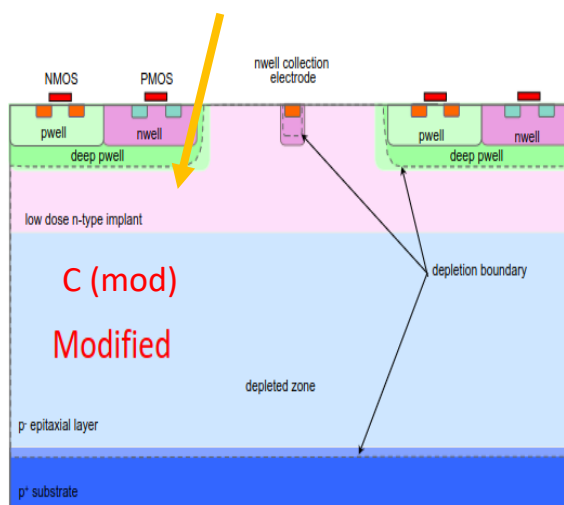 NMOS
PMOS
nwell collection
electrode
pwell
nwell
pwell
nwell
deep pwell
deep pwell
low dose n-type implant
C (mod)
depletion boundary
Modified
depleted zone
p- epitaxial layer
p+ substrate